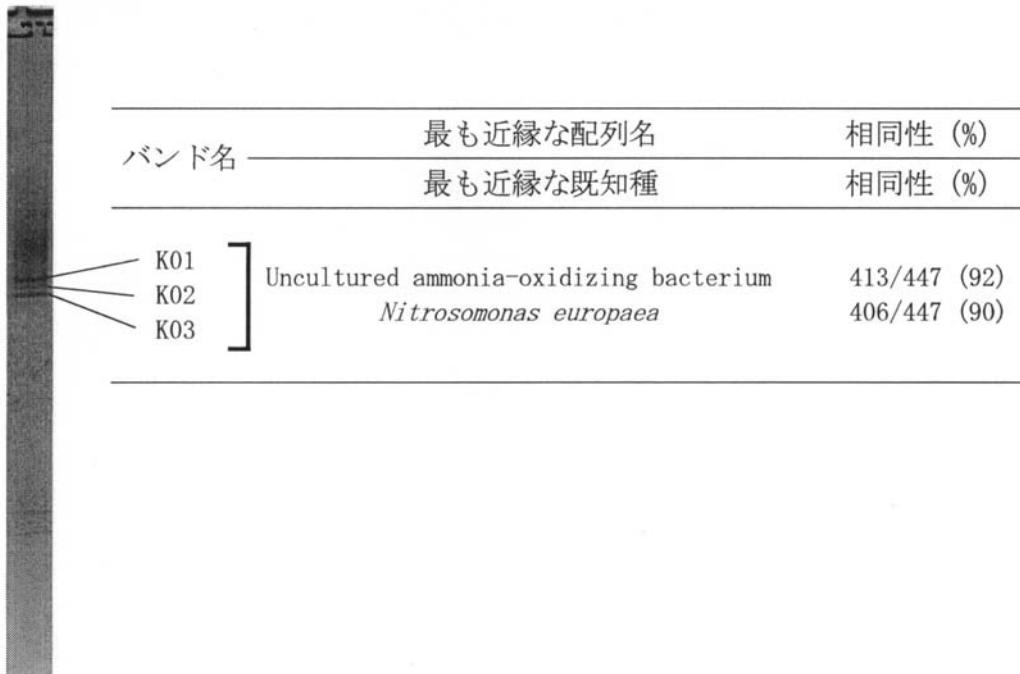 バンド名
最も近縁な配列名 相同性 (%)
最も近縁な既知種 相同性 (%)
K01
K02
K03
Uncultured ammonia-oxidizing bacterium 413/447 (92)
Nitrosomonas europaea 406/447 (90)